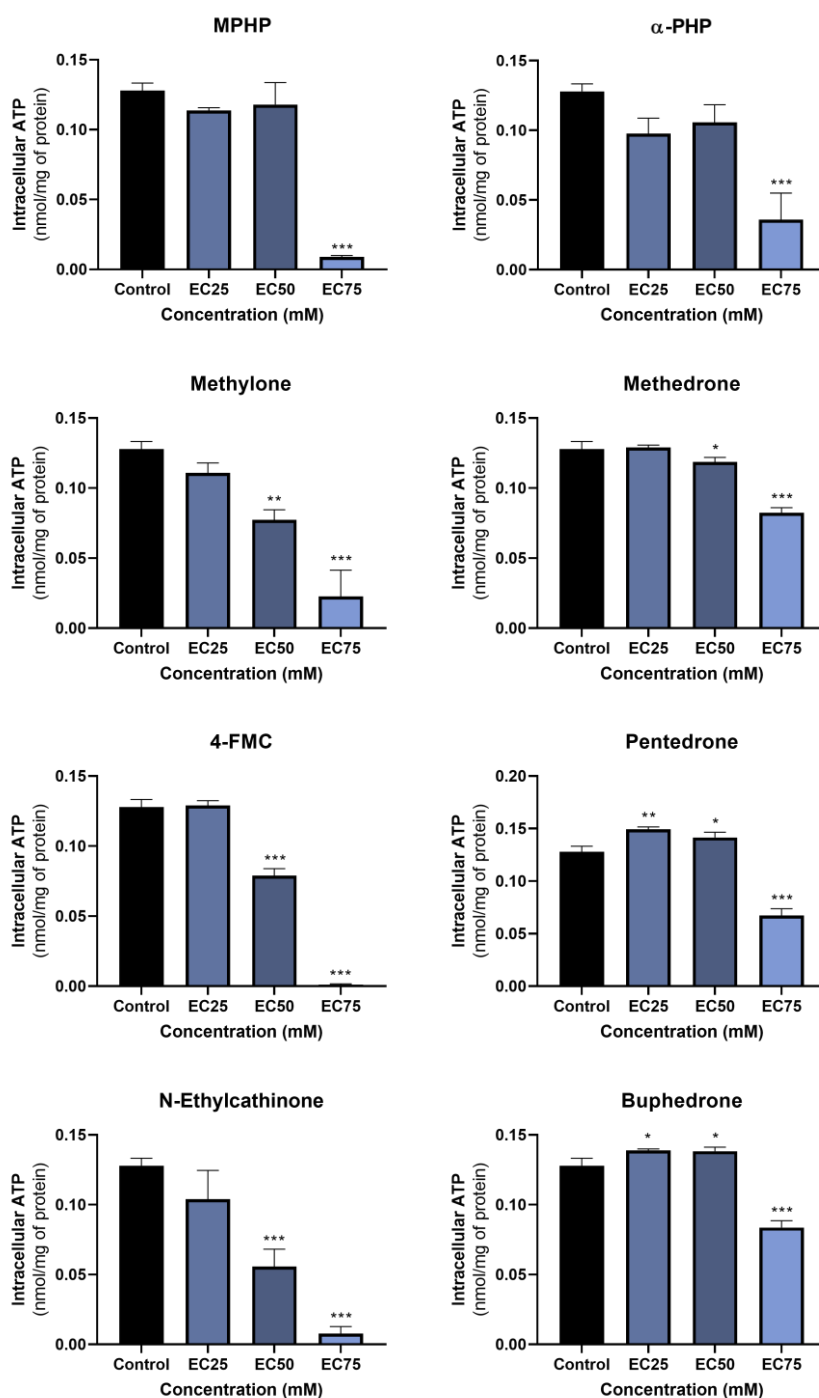 MPHP
Intracellular ATP
(nmol/mg of protein)
0.15
0.10
0.05
0.00
***
Control EC25 EC50 EC75
Concentration (mM)
α-PHP
Intracellular ATP
(nmol/mg of protein)
0.15
0.10
0.05
0.00
***
Control EC25 EC50 EC75
Concentration (mM)
Methylone
Intracellular ATP
(nmol/mg of protein)
0.15
0.10
0.05
0.00
**
***
Control EC25 EC50 EC75
Concentration (mM)
Methedrone
Intracellular ATP
(nmol/mg of protein)
0.15
0.10
0.05
0.00
*
***
Control EC25 EC50 EC75
Concentration (mM)
4-FMC
Intracellular ATP
(nmol/mg of protein)
0.15
0.10
0.05
0.00
***
***
Control EC25 EC50 EC75
Concentration (mM)
Pentedrone
Intracellular ATP
(nmol/mg of protein)
0.20
0.15
0.10
0.05
0.00
**
*
***
Control EC25 EC50 EC75
Concentration (mM)
N-Ethylcathinone
Intracellular ATP
(nmol/mg of protein)
0.15
0.10
0.05
0.00
***
***
Control EC25 EC50 EC75
Concentration (mM)
Buphedrone
Intracellular ATP
(nmol/mg of protein)
0.15
0.10
0.05
0.00
*
*
***
Control EC25 EC50 EC75
Concentration (mM)